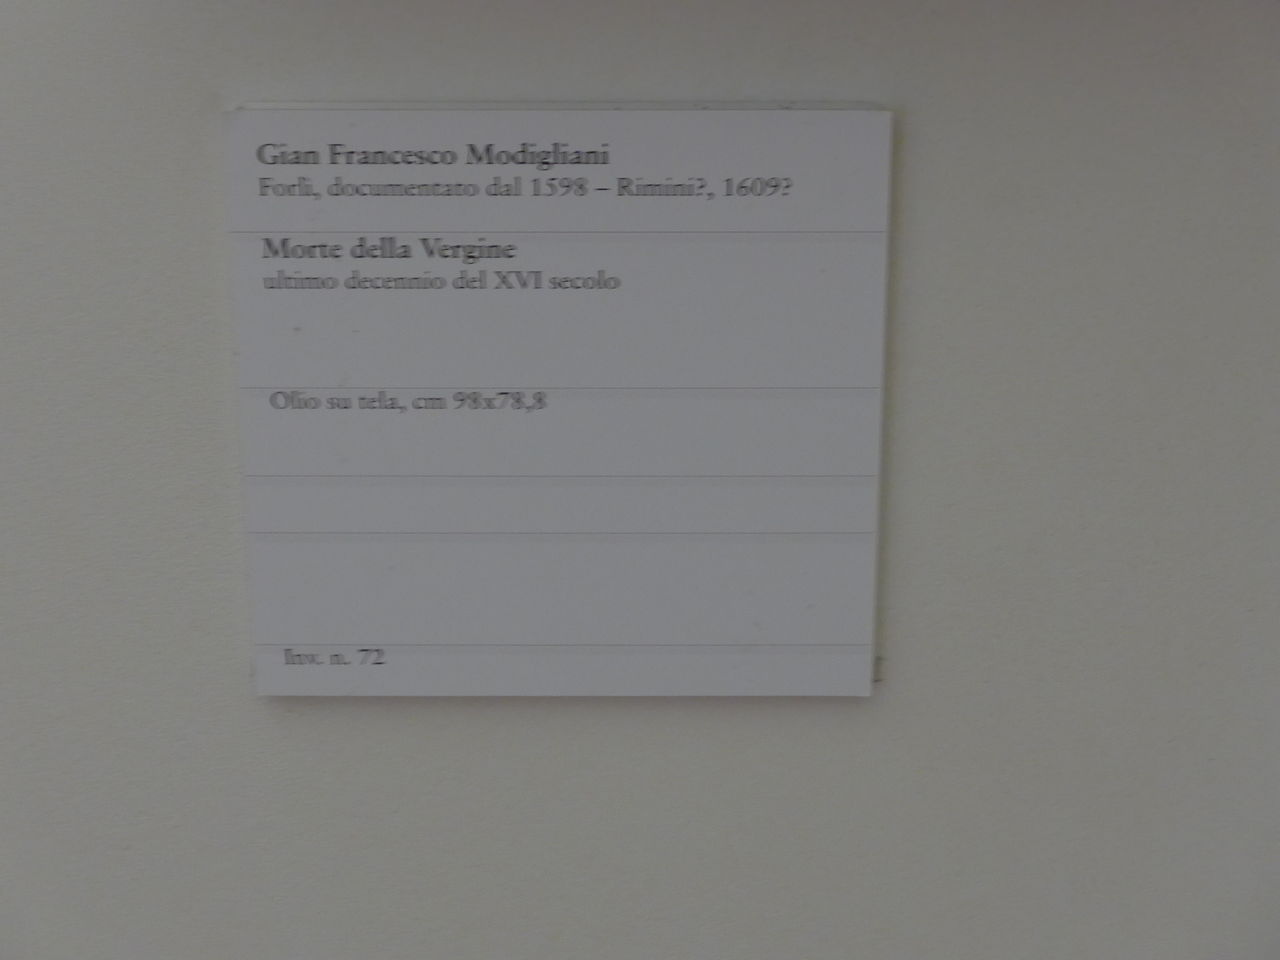 Gian Francesco Modigliani
Forlì, documentato dal 1598 – Rimini?, 1609?
Morte della Vergine
ultimo decennio del XVI secolo
Olio su tela, cm 98x78,8
Inv. n. 72